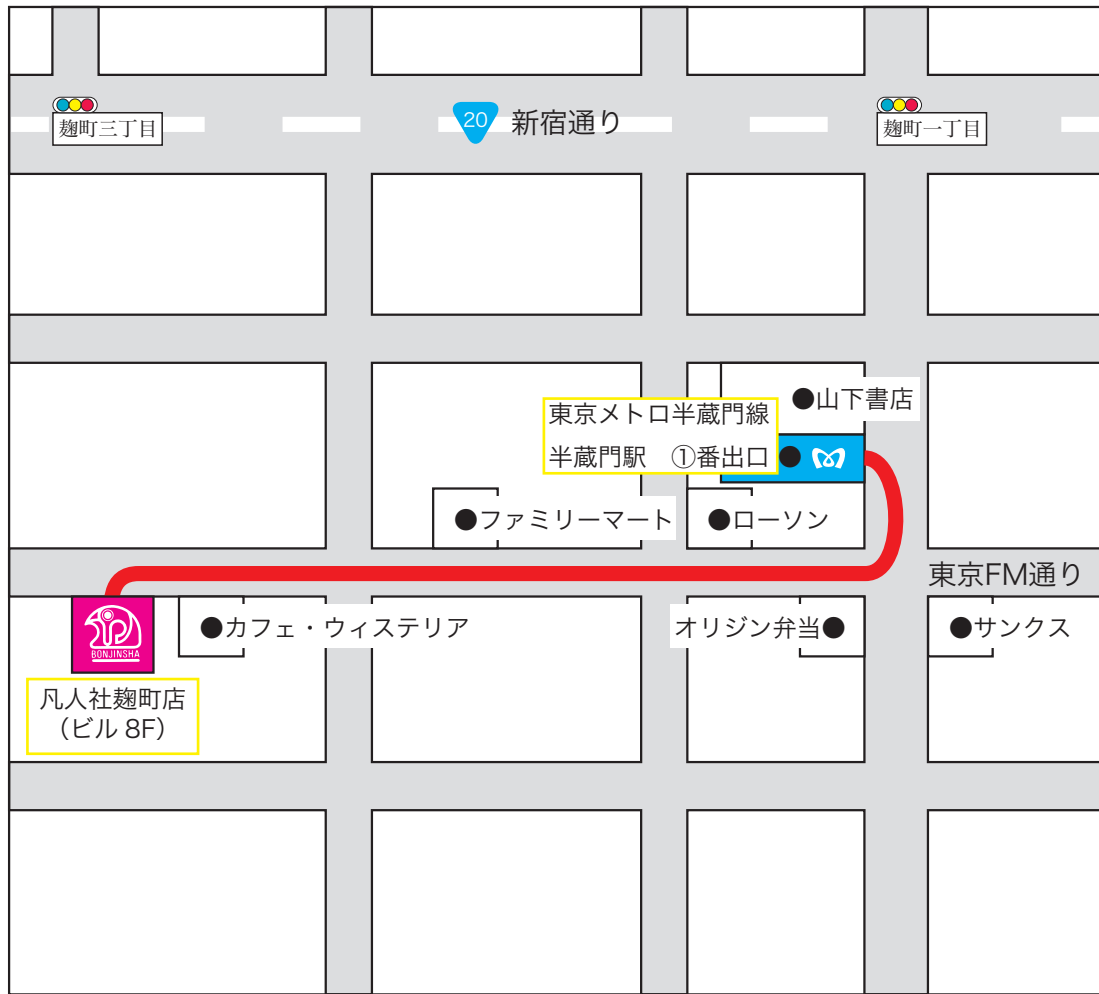 麹町三丁目
20
新宿通り
麹町一丁目
●山下書店
東京メトロ半蔵門線
半蔵門駅　①番出口●
●ファミリーマート
●ローソン
東京FM通り
BONJINSHA
●カフェ・ウィステリア
オリジン弁当●
●サンクス
凡人社麹町店
（ビル 8F）